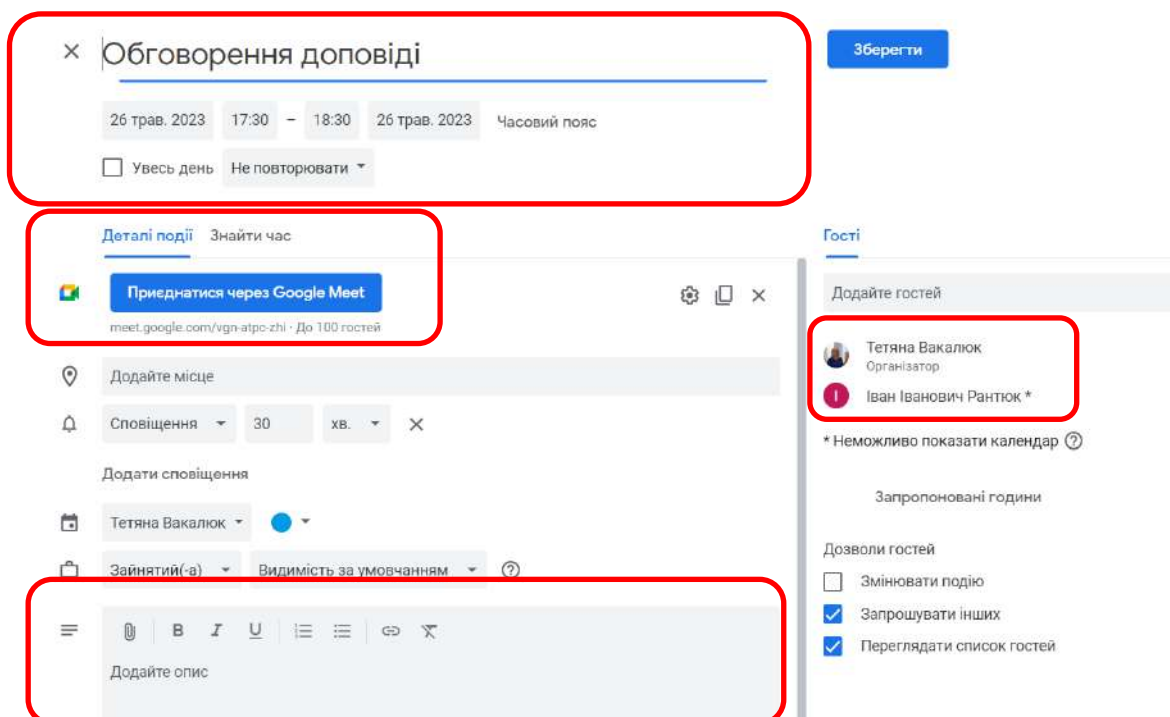 Обговорення доповіді
Зберегти
26 трав. 2023 17:30 – 18:30 26 трав. 2023 Часовий пояс
Увесь день Не повторювати
Деталі події Знайти час
Приєднатися через Google Meet
meet.google.com/vgn-atpc-zhi · До 100 гостей
Додайте місце
Сповіщення 30 хв.
Додати сповіщення
Тетяна Вакалюк
Зайнятий(-а) Видимість за умовчанням
B I U
Додайте опис
Гості
Додайте гостей
Тетяна Вакалюк
Організатор
І Іван Іванович Рантюк *
* Неможливо показати календар
Запропоновані години
Дозволи гостей
Змінювати подію
Запрошувати інших
Переглядати список гостей